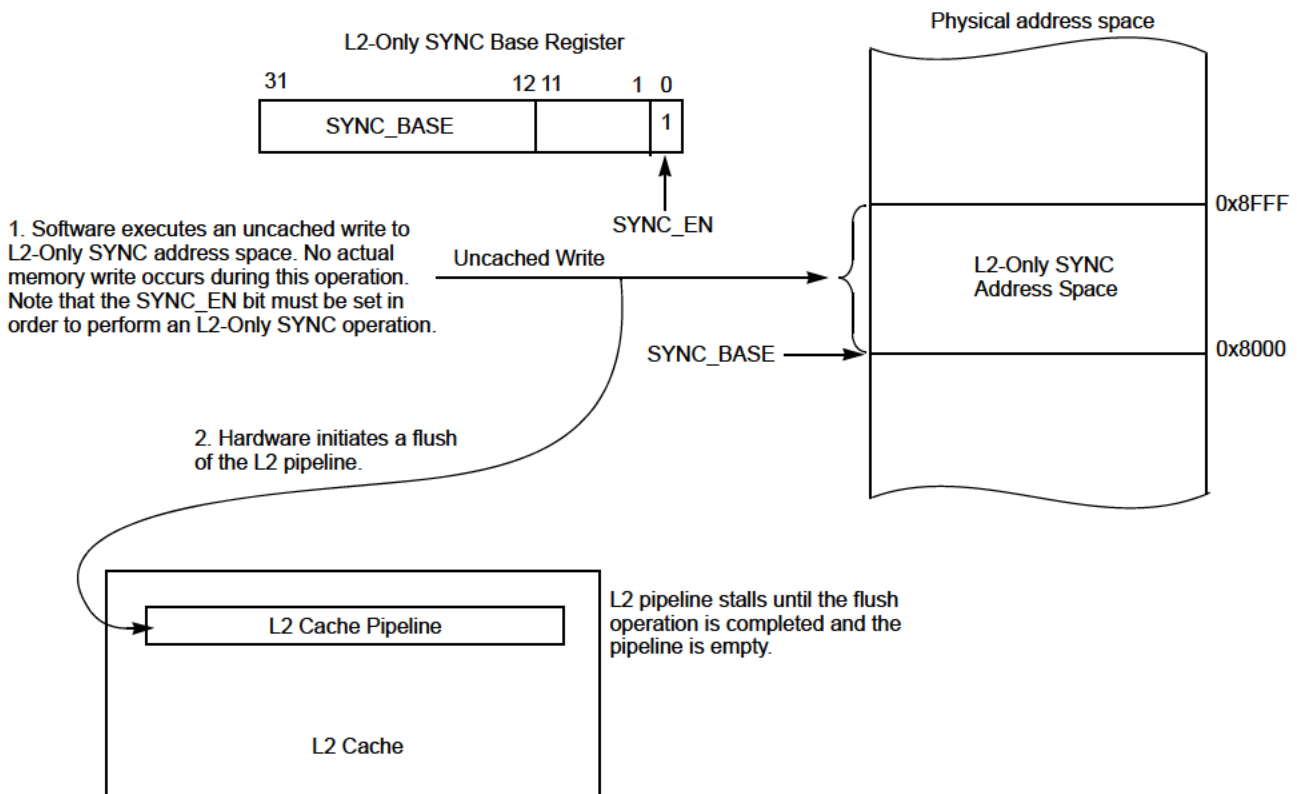 Physical address space
L2-Only SYNC Base Register
31
12 11
1
0
SYNC_BASE
1
0x8FFF
SYNC_EN
1. Software executes an uncached write to
L2-Only SYNC address space. No actual
memory write occurs during this operation.
Note that the SYNC_EN bit must be set in
order to perform an L2-Only SYNC operation.
Uncached Write
L2-Only SYNC
Address Space
SYNC_BASE
0x8000
2. Hardware initiates a flush
of the L2 pipeline.
L2 Cache Pipeline
L2 pipeline stalls until the flush
operation is completed and the
pipeline is empty.
L2 Cache